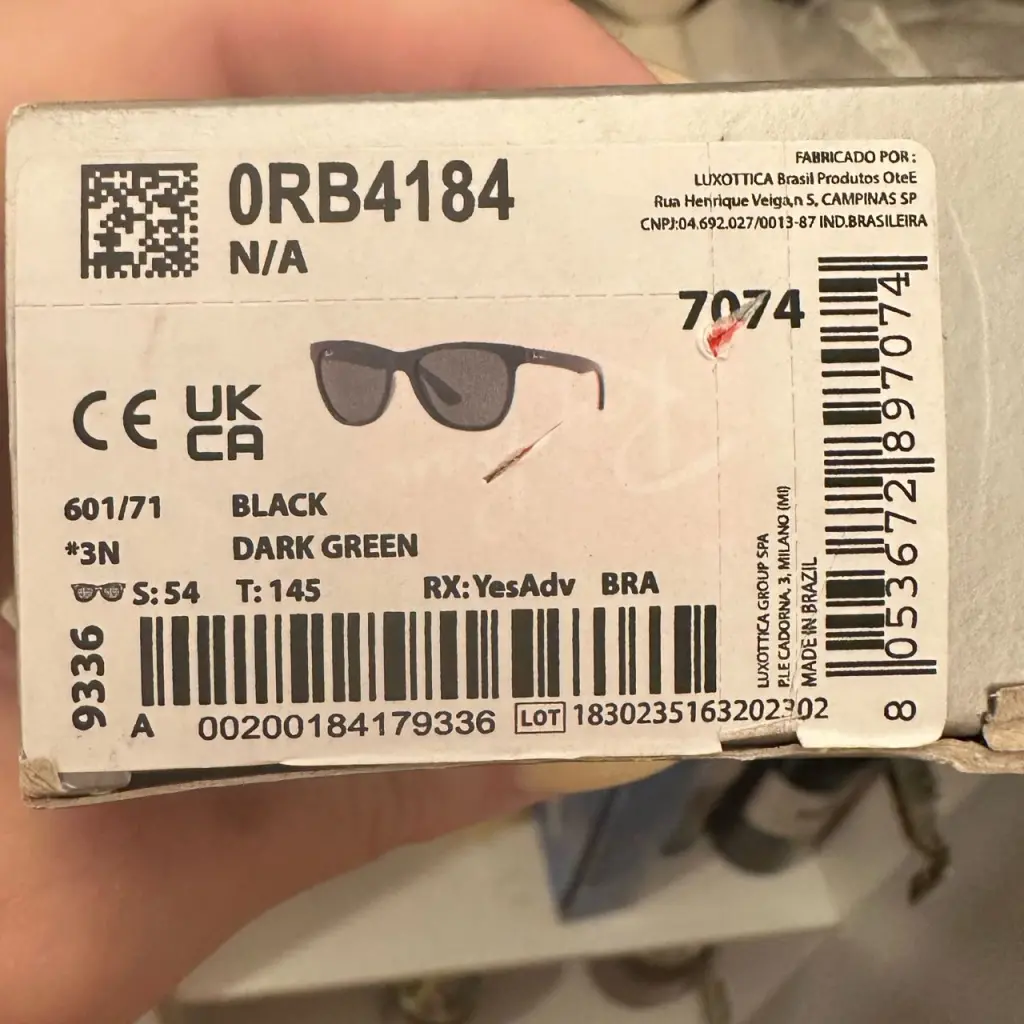 0RB4184
N/A
FABRICADO POR:
LUXOTTICA Brasil Produtos OteE
Rua Henrique Veiga,n 5, CAMPINAS SP
CNPJ:04.692.027/0013-87 IND.BRASILEIRA
7074
CE
UK
CA
601/71 BLACK
*3N DARK GREEN
S: 54 T: 145 RX: YesAdv BRA
9336
A 00200184179336 LOT 1830235163202302
LUXOTTICA GROUP SPA
P.LE CADORNA, 3, MILANO (MI)
MADE IN BRAZIL
8 053672 897074